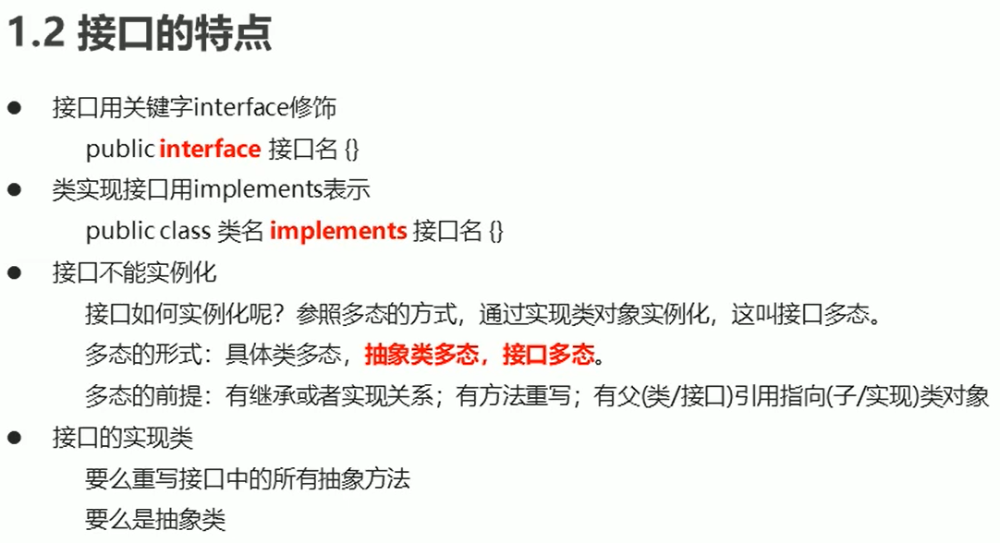 1.2 接口的特点
● 接口用关键字interface修饰
public interface 接口名 {}
● 类实现接口用implements表示
public class 类名 implements 接口名 {}
● 接口不能实例化
接口如何实例化呢？参照多态的方式，通过实现类对象实例化，这叫接口多态。
多态的形式：具体类多态，抽象类多态，接口多态。
多态的前提：有继承或者实现关系；有方法重写；有父(类/接口)引用指向(子/实现)类对象
● 接口的实现类
要么重写接口中的所有抽象方法
要么是抽象类